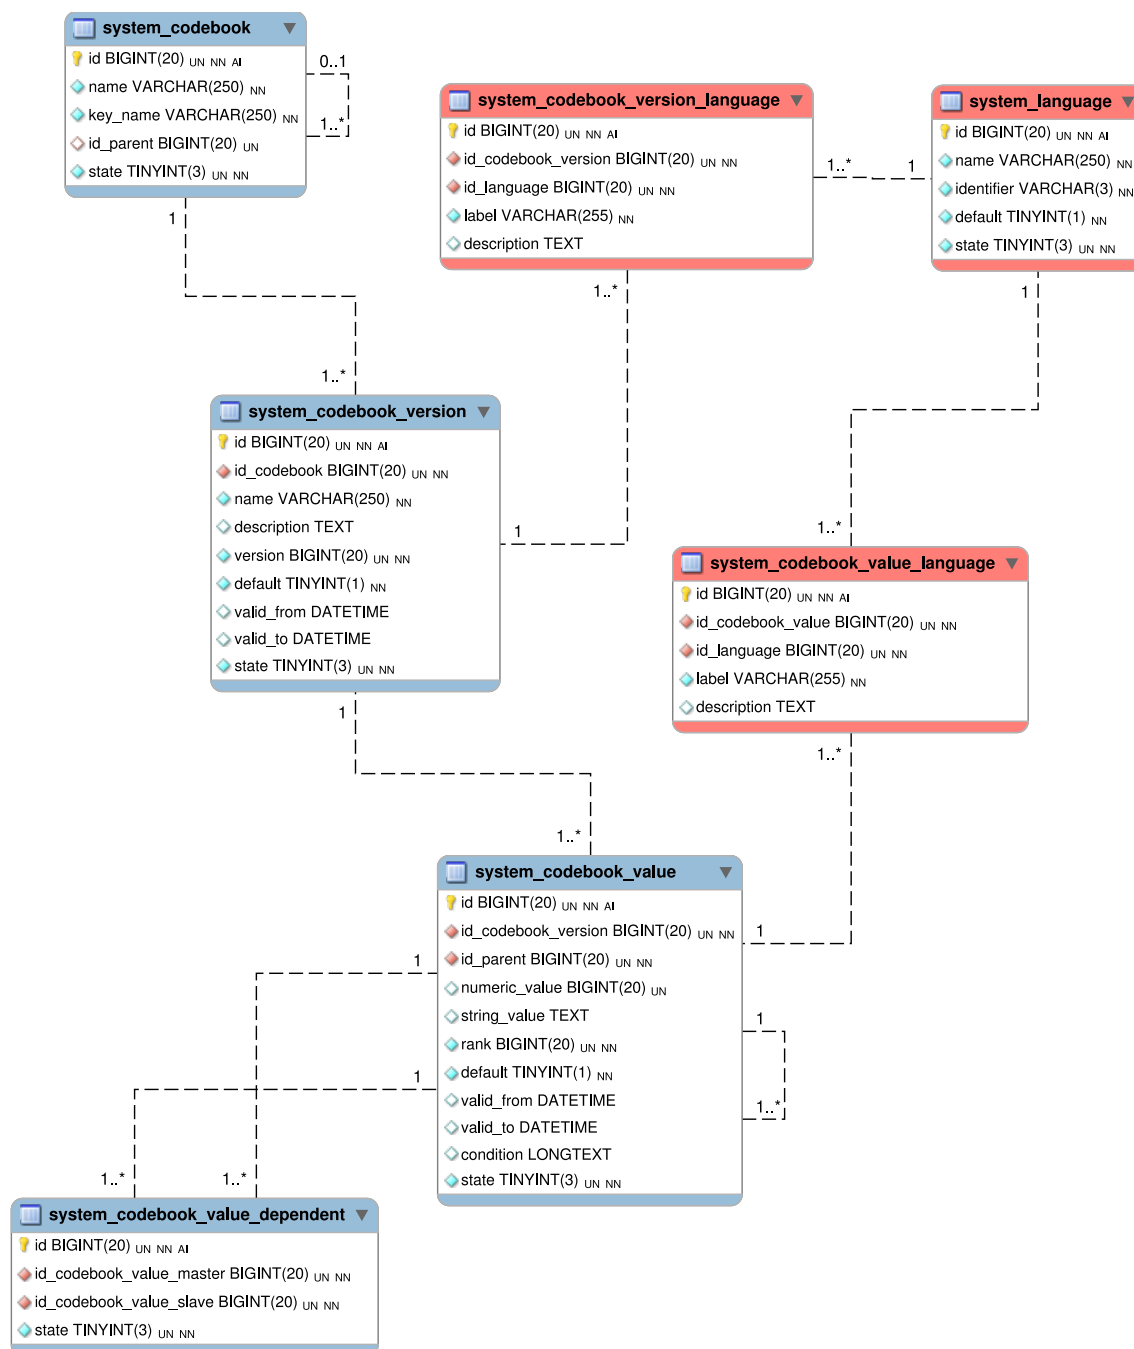 system_codebook
id BIGINT(20) UN NN AI
name VARCHAR(250) NN
key_name VARCHAR(250) NN
id_parent BIGINT(20) UN
state TINYINT(3) UN NN
0..1
1..*
1
1..*
system_codebook_version_language
id BIGINT(20) UN NN AI
id_codebook_version BIGINT(20) UN NN
id_language BIGINT(20) UN NN
label VARCHAR(255) NN
description TEXT
1..*
1
1..*
1
system_language
id BIGINT(20) UN NN AI
name VARCHAR(250) NN
identifier VARCHAR(3) NN
default TINYINT(1) NN
state TINYINT(3) UN NN
1
1..*
system_codebook_version
id BIGINT(20) UN NN AI
id_codebook BIGINT(20) UN NN
name VARCHAR(250) NN
description TEXT
version BIGINT(20) UN NN
default TINYINT(1) NN
valid_from DATETIME
valid_to DATETIME
state TINYINT(3) UN NN
1
1..*
system_codebook_value_language
id BIGINT(20) UN NN AI
id_codebook_value BIGINT(20) UN NN
id_language BIGINT(20) UN NN
label VARCHAR(255) NN
description TEXT
1..*
1
system_codebook_value
id BIGINT(20) UN NN AI
id_codebook_version BIGINT(20) UN NN
id_parent BIGINT(20) UN NN
numeric_value BIGINT(20) UN
string_value TEXT
rank BIGINT(20) UN NN
default TINYINT(1) NN
valid_from DATETIME
valid_to DATETIME
condition LONGTEXT
state TINYINT(3) UN NN
1
1..*
1
1
1..*
1..*
system_codebook_value_dependent
id BIGINT(20) UN NN AI
id_codebook_value_master BIGINT(20) UN NN
id_codebook_value_slave BIGINT(20) UN NN
state TINYINT(3) UN NN